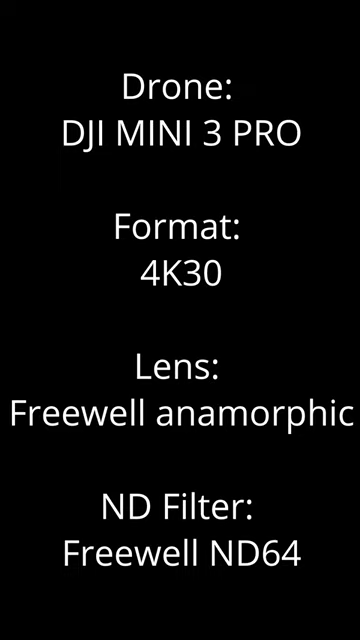 Drone:
DJI MINI 3 PRO
Format:
4K30
Lens:
Freewell anamorphic
ND Filter:
Freewell ND64